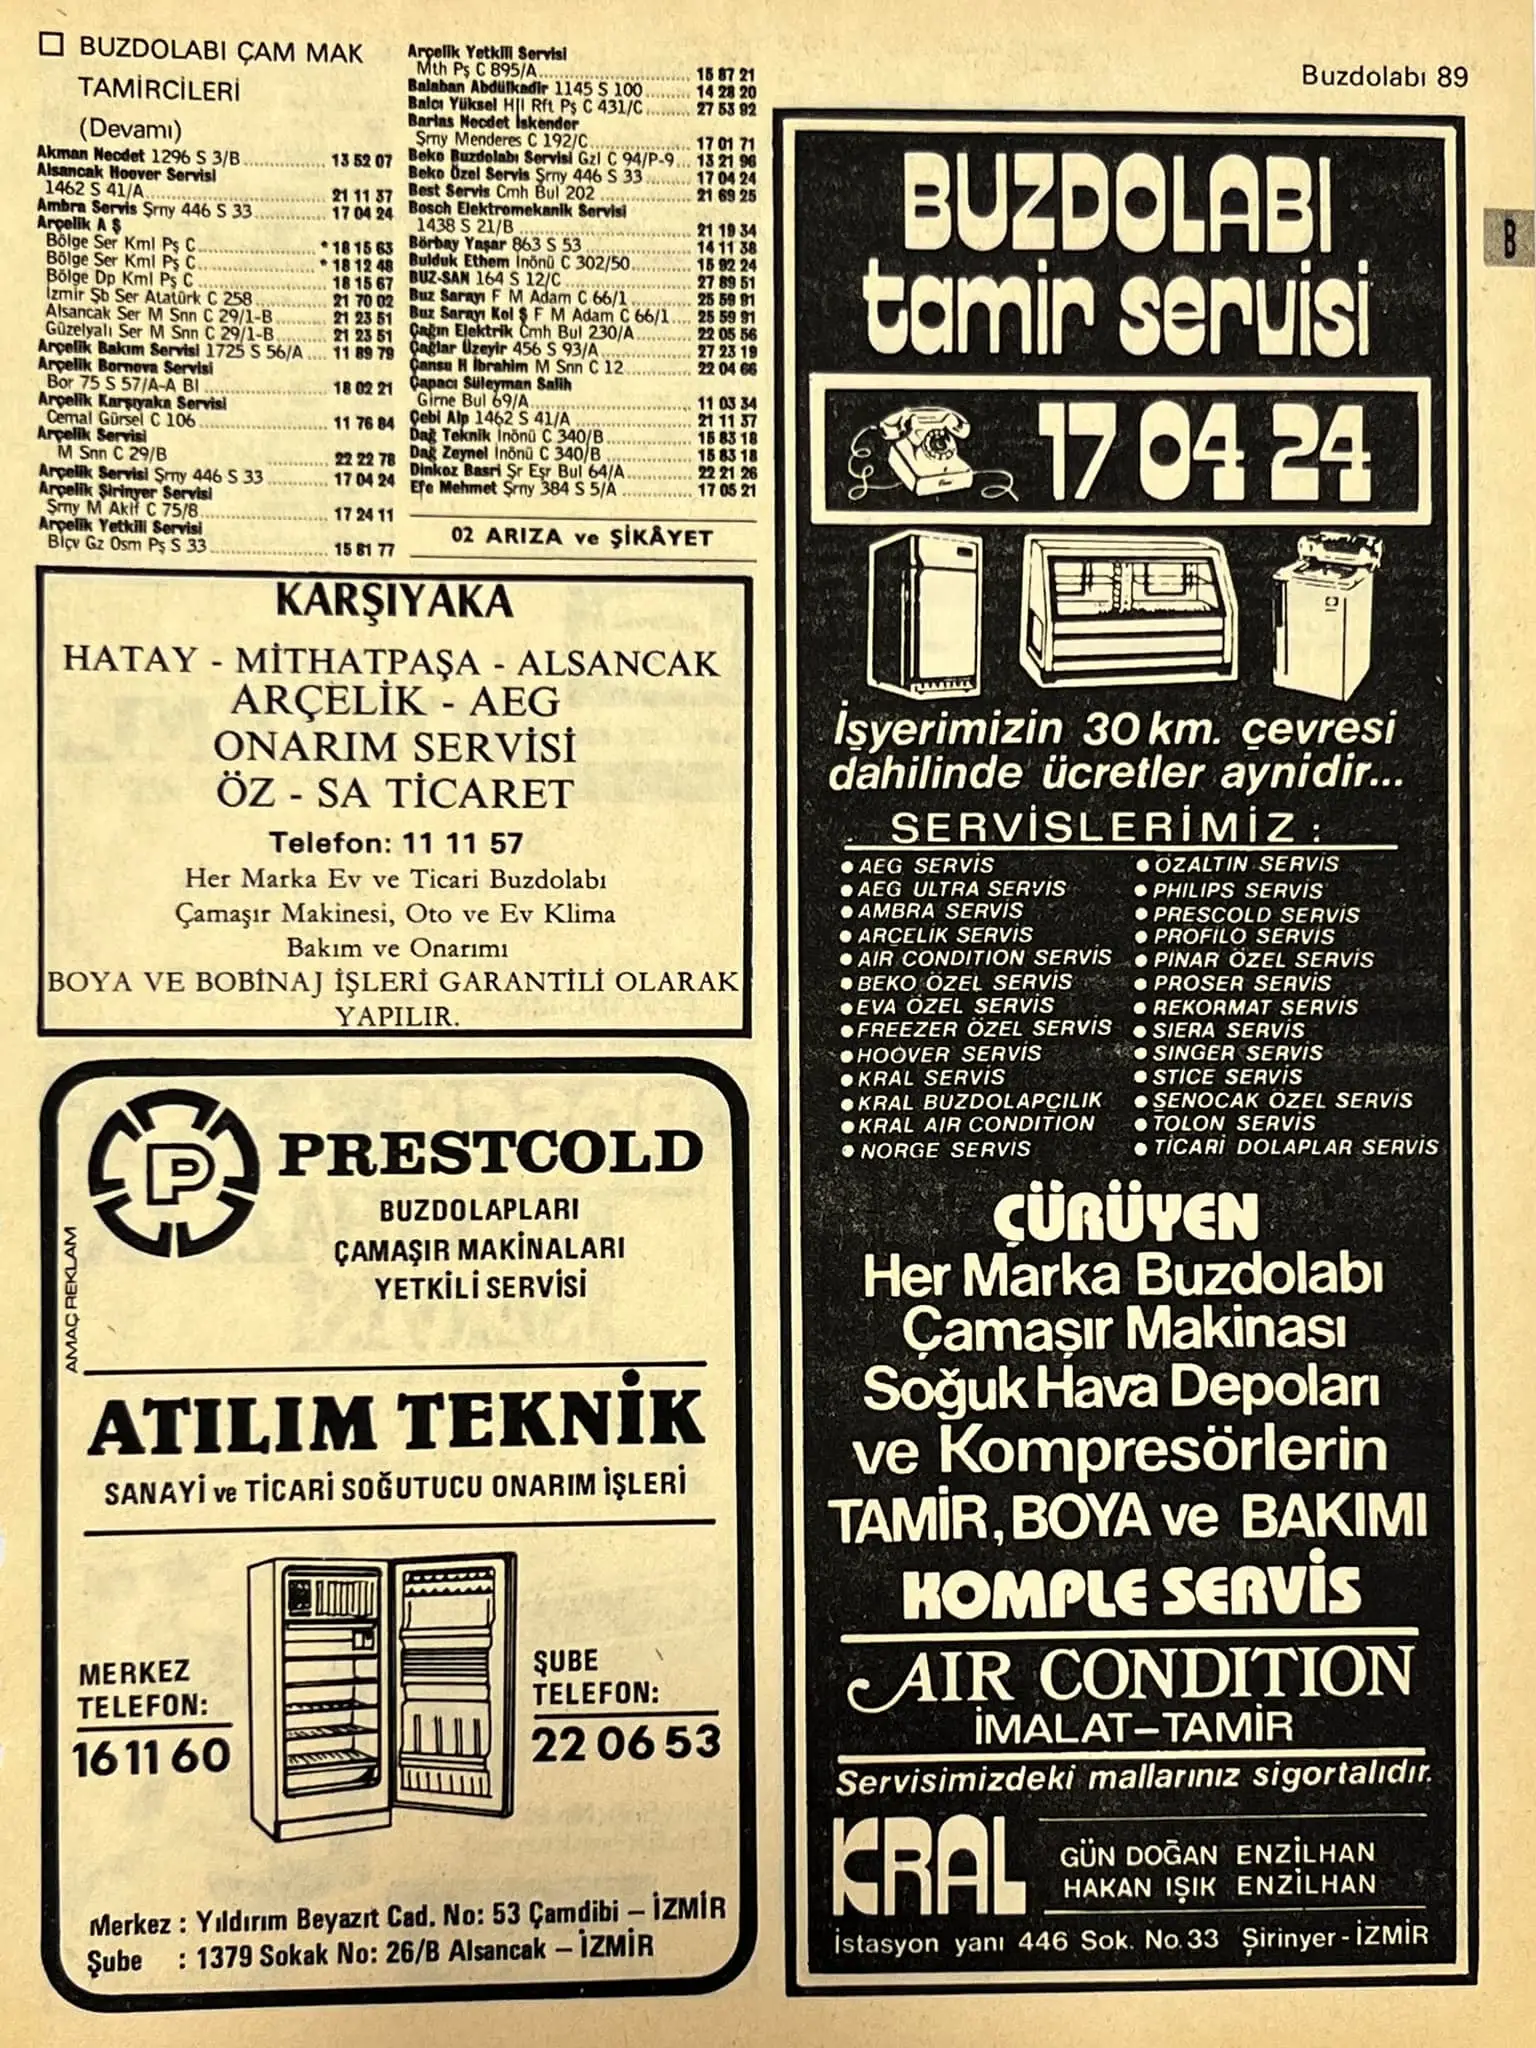 Buzdolabı 89
B
□ BUZDOLABI ÇAM MAK
TAMİRCİLERİ
(Devamı)
Akman Necdet 1296 S 3/B 13 52 07
Alsancak Hoover Servisi
1462 S 41/A 21 11 37
Ambra Servis Şrny 446 S 33 17 04 24
Arçelik A Ş
Bölge Ser Kml Pş C * 18 15 63
Bölge Ser Kml Pş C * 18 12 48
Bölge Dp Kml Pş C 18 15 67
İzmir Şb Ser Atatürk C 258 21 70 02
Alsancak Ser M Snn C 29/1-B 21 23 51
Güzelyalı Ser M Snn C 29/1-B 21 23 51
Arçelik Bakım Servisi 1725 S 56/A 11 89 79
Arçelik Bornova Servisi
Bor 75 S 57/A-A Bl 18 02 21
Arçelik Karşıyaka Servisi
Cemal Gürsel C 106 11 76 84
Arçelik Servisi
M Snn C 29/B 22 22 78
Arçelik Servisi Şrny 446 S 33 17 04 24
Arçelik Şirinyer Servisi
Şrny M Akif C 75/8 17 24 11
Arçelik Yetkili Servisi
Blçv Gz Osm Pş S 33 15 81 77
Arçelik Yetkili Servisi
Mth Pş C 895/A 15 87 21
Balaban Abdülkadir 1145 S 100 14 28 20
Balcı Yüksel Hll Rft Pş C 431/C 27 53 92
Barlas Necdet İskender
Şrny Menderes C 192/C 17 01 71
Beko Buzdolabı Servisi Gzl C 94/P-9 13 21 96
Beko Özel Servis Şrny 446 S 33 17 04 24
Best Servis Cmh Bul 202 21 69 25
Bosch Elektromekanik Servisi
1438 S 21/B 21 19 34
Börbay Yaşar 863 S 53 14 11 38
Bulduk Ethem İnönü C 302/50 15 92 24
BUZ-SAN 164 S 12/C 27 89 51
Buz Sarayı F M Adam C 66/1 25 59 91
Buz Sarayı Kol Ş F M Adam C 66/1 25 59 91
Çağın Elektrik Cmh Bul 230/A 22 05 56
Çağlar Üzeyir 456 S 93/A 27 23 19
Cansu H İbrahim M Snn C 12 22 04 66
Çapacı Süleyman Salih
Girne Bul 69/A 11 03 34
Çebi Alp 1462 S 41/A 21 11 37
Dağ Teknik İnönü C 340/B 15 83 18
Dağ Zeynel İnönü C 340/B 15 83 18
Dinkoz Basri Şr Eşr Bul 64/A 22 21 26
Efe Mehmet Şrny 384 S 5/A 17 05 21
02 ARIZA ve ŞİKÂYET
KARŞIYAKA
HATAY - MİTHATPAŞA - ALSANCAK
ARÇELİK - AEG
ONARIM SERVİSİ
ÖZ - SA TİCARET
Telefon: 11 11 57
Her Marka Ev ve Ticari Buzdolabı
Çamaşır Makinesi, Oto ve Ev Klima
Bakım ve Onarımı
BOYA VE BOBİNAJ İŞLERİ GARANTİLİ OLARAK
YAPILIR.
P
PRESTCOLD
BUZDOLAPLARI
ÇAMAŞIR MAKİNALARI
YETKİLİ SERVİSİ
AMAÇ REKLAM
ATILIM TEKNİK
SANAYİ ve TİCARİ SOĞUTUCU ONARIM İŞLERİ
MERKEZ
TELEFON:
16 11 60
ŞUBE
TELEFON:
22 06 53
Merkez : Yıldırım Beyazıt Cad. No: 53 Çamdibi – İZMİR
Şube : 1379 Sokak No: 26/B Alsancak – İZMİR
BUZDOLABI
tamir servisi
17 04 24
İşyerimizin 30 km. çevresi
dahilinde ücretler aynidir...
SERVİSLERİMİZ :
● AEG SERVİS
● AEG ULTRA SERVİS
● AMBRA SERVİS
● ARÇELİK SERVİS
● AIR CONDITION SERVİS
● BEKO ÖZEL SERVİS
● EVA ÖZEL SERVİS
● FREEZER ÖZEL SERVİS
● HOOVER SERVİS
● KRAL SERVİS
● KRAL BUZDOLAPÇILIK
● KRAL AIR CONDITION
● NORGE SERVİS
● ÖZALTIN SERVİS
● PHILIPS SERVİS
● PRESCOLD SERVİS
● PROFİLO SERVİS
● PINAR ÖZEL SERVİS
● PROSER SERVİS
● REKORMAT SERVİS
● SIERA SERVİS
● SINGER SERVİS
● STICE SERVİS
● ŞENOCAK ÖZEL SERVİS
● TOLON SERVİS
● TİCARİ DOLAPLAR SERVİS
ÇÜRÜYEN
Her Marka Buzdolabı
Çamaşır Makinası
Soğuk Hava Depoları
ve Kompresörlerin
TAMİR, BOYA ve BAKIMI
KOMPLE SERVİS
AIR CONDITION
İMALAT–TAMİR
Servisimizdeki mallarınız sigortalıdır.
KRAL
GÜN DOĞAN ENZİLHAN
HAKAN IŞIK ENZİLHAN
İstasyon yanı 446 Sok. No. 33 Şirinyer - İZMİR